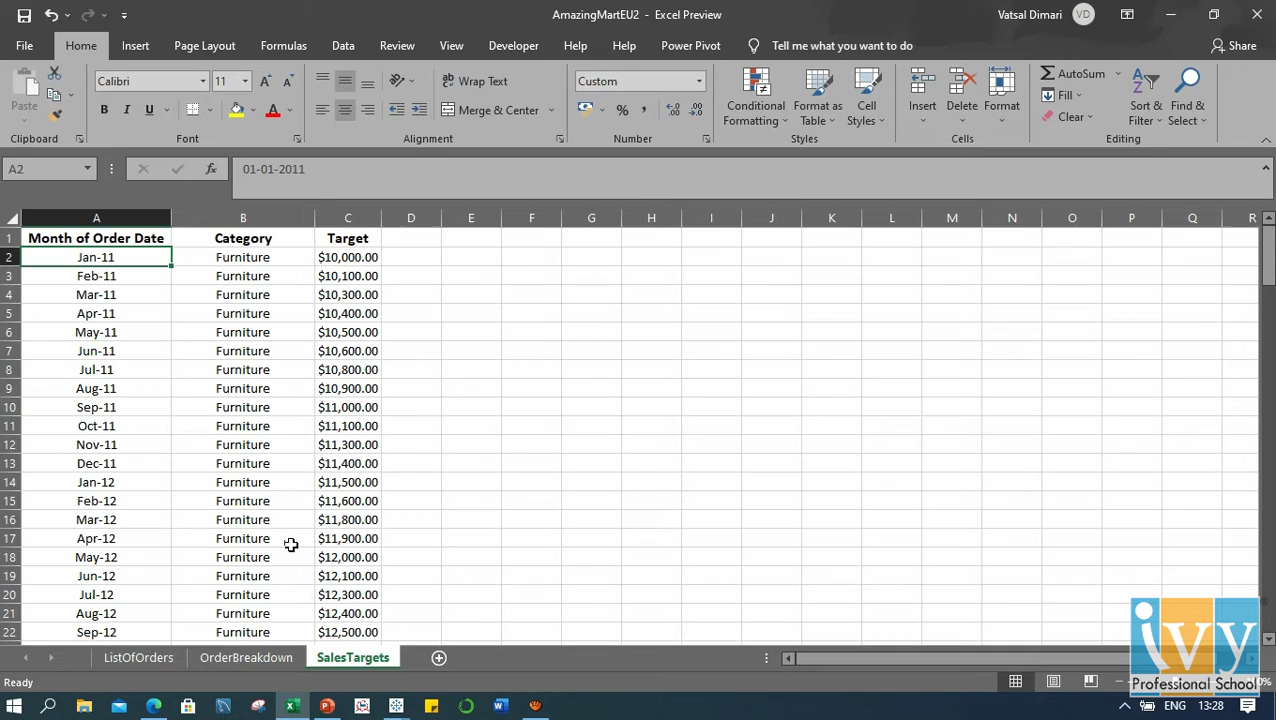 AmazingMartEU2 - Excel Preview
Vatsal Dimari VD
File Home Insert Page Layout Formulas Data Review View Developer Help Help Power Pivot Tell me what you want to do Share
Calibri 11 Wrap Text Custom AutoSum
Paste B I U Merge & Center % Conditional Formatting Format as Table Cell Styles Insert Delete Format Fill Sort & Filter Find & Select
Clear
Clipboard Font Alignment Number Styles Cells Editing
A2 fx 01-01-2011
A B C D E F G H I J K L M N O P Q R
1 Month of Order Date Category Target
2 Jan-11 Furniture $10,000.00
3 Feb-11 Furniture $10,100.00
4 Mar-11 Furniture $10,300.00
5 Apr-11 Furniture $10,400.00
6 May-11 Furniture $10,500.00
7 Jun-11 Furniture $10,600.00
8 Jul-11 Furniture $10,800.00
9 Aug-11 Furniture $10,900.00
10 Sep-11 Furniture $11,000.00
11 Oct-11 Furniture $11,100.00
12 Nov-11 Furniture $11,300.00
13 Dec-11 Furniture $11,400.00
14 Jan-12 Furniture $11,500.00
15 Feb-12 Furniture $11,600.00
16 Mar-12 Furniture $11,800.00
17 Apr-12 Furniture $11,900.00
18 May-12 Furniture $12,000.00
19 Jun-12 Furniture $12,100.00
20 Jul-12 Furniture $12,300.00
21 Aug-12 Furniture $12,400.00
22 Sep-12 Furniture $12,500.00
ivy
Professional School
ListOfOrders OrderBreakdown SalesTargets
Ready
ENG 13:28